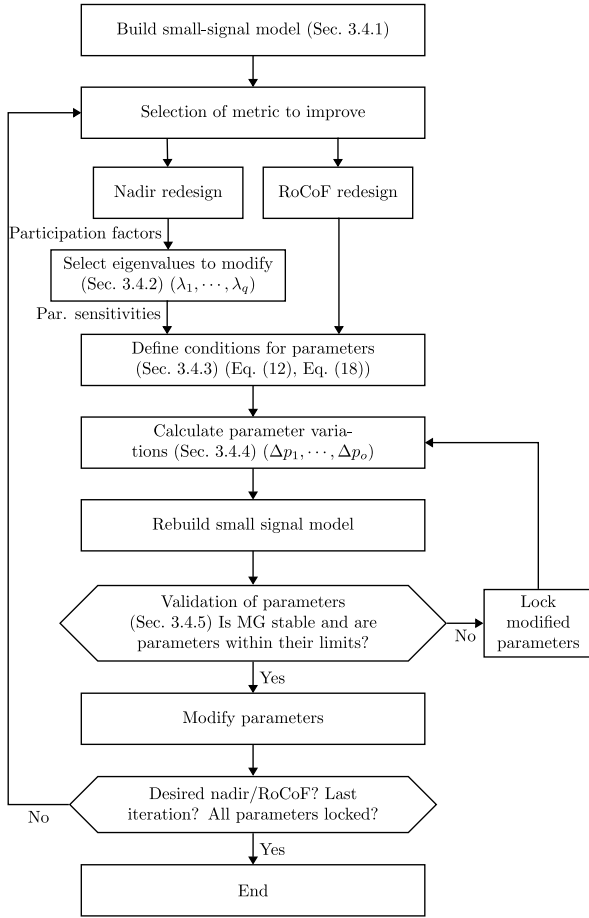 Build small-signal model (Sec. 3.4.1)
Selection of metric to improve
Nadir redesign
RoCoF redesign
Participation factors
Select eigenvalues to modify
(Sec. 3.4.2) (λ₁, ⋯, λ_q)
Par. sensitivities
Define conditions for parameters
(Sec. 3.4.3) (Eq. (12), Eq. (18))
Calculate parameter varia-
tions (Sec. 3.4.4) (Δp₁, ⋯, Δpₒ)
Rebuild small signal model
Validation of parameters
(Sec. 3.4.5) Is MG stable and are
parameters within their limits?
No
Lock
modified
parameters
Yes
Modify parameters
Desired nadir/RoCoF? Last
iteration? All parameters locked?
No
Yes
End